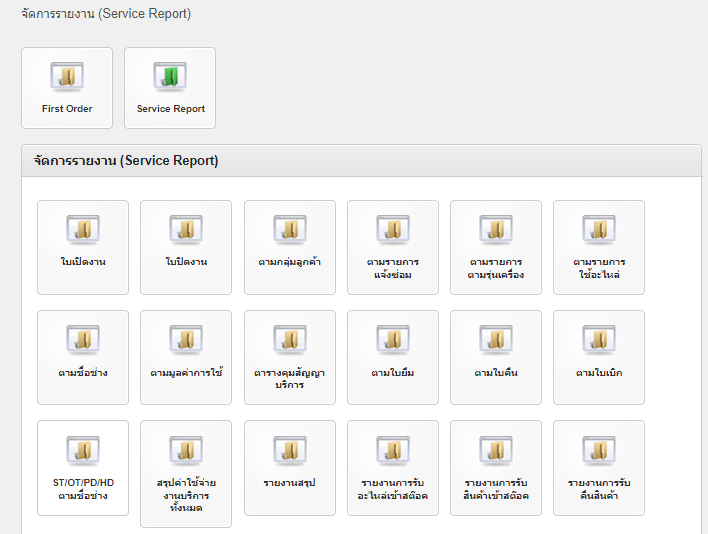 จัดการรายงาน (Service Report)
First Order
Service Report
จัดการรายงาน (Service Report)
ใบเปิดงาน
ใบปิดงาน
ตามกลุ่มลูกค้า
ตามรายการ
แจ้งซ่อม
ตามรายการ
ตามรุ่นเครื่อง
ตามรายการ
ใช้อะไหล่
ตามชื่อช่าง
ตามมูลค่าการใช้
ตารางคุมสัญญา
บริการ
ตามใบยืม
ตามใบคืน
ตามใบเบิก
ST/OT/PD/HD
ตามชื่อช่าง
สรุปค่าใช้จ่าย
งานบริการ
ทั้งหมด
รายงานสรุป
รายงานการรับ
อะไหล่เข้าสต๊อค
รายงานการรับ
สินค้าเข้าสต๊อค
รายงานการรับ
คืนสินค้า